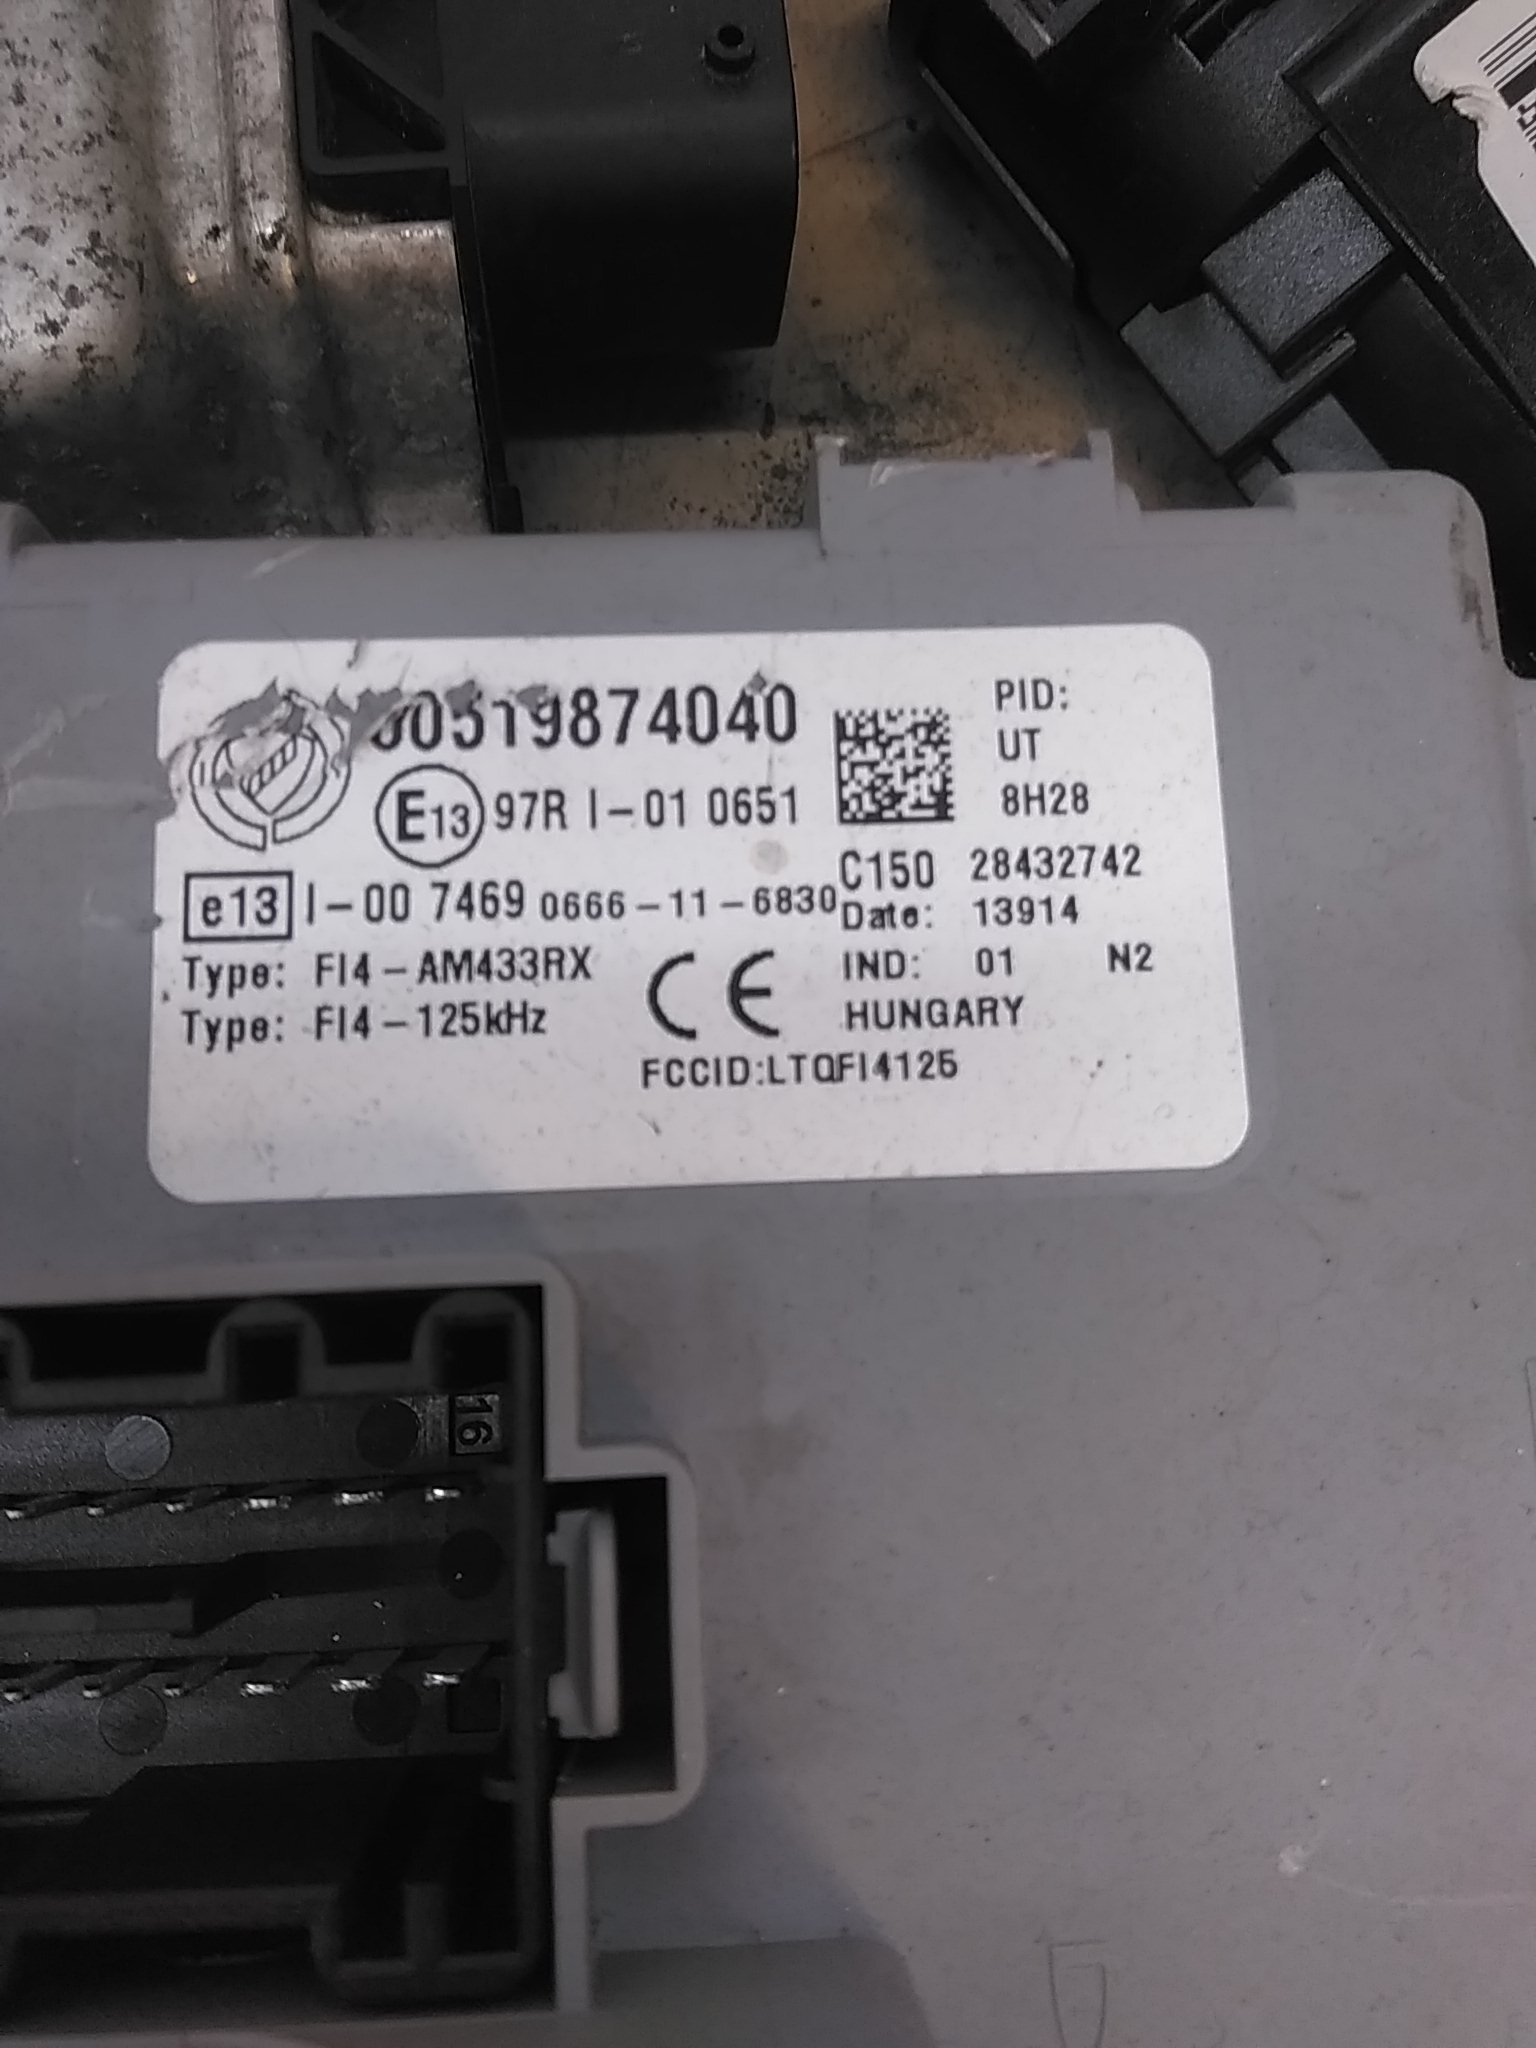 00519874040
E13 97R I-01 0651
e13 I-00 7469 0666-11-6830
Type: FI4-AM433RX
Type: FI4-125kHz
CE
FCCID:LTQFI4125
PID:
UT
8H28
C150 28432742
Date: 13914
IND: 01 N2
HUNGARY
16